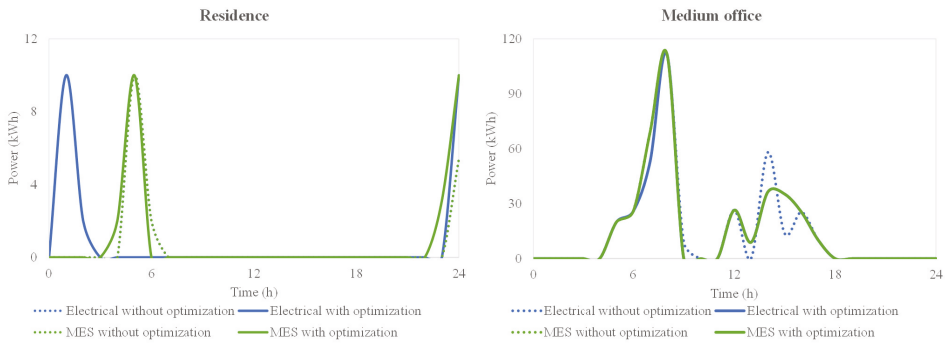 Residence
12
8
4
0
Power (kWh)
0
6
12
18
24
Time (h)
Electrical without optimization
Electrical with optimization
MES without optimization
MES with optimization
Medium office
120
90
60
30
0
Power (kWh)
0
6
12
18
24
Time (h)
Electrical without optimization
Electrical with optimization
MES without optimization
MES with optimization